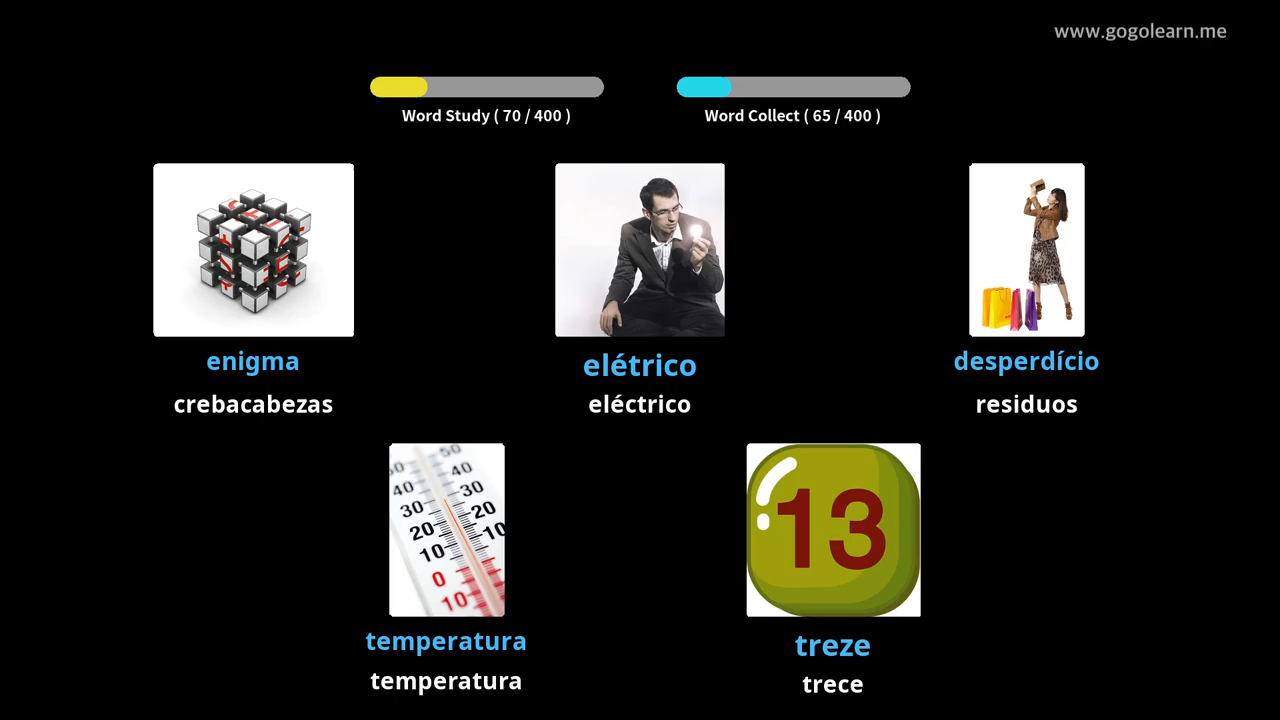 www.gogolearn.me
Word Study ( 70 / 400 )
Word Collect ( 65 / 400 )
enigma
elétrico
desperdício
crebacabezas
eléctrico
residuos
13
temperatura
treze
temperatura
trece